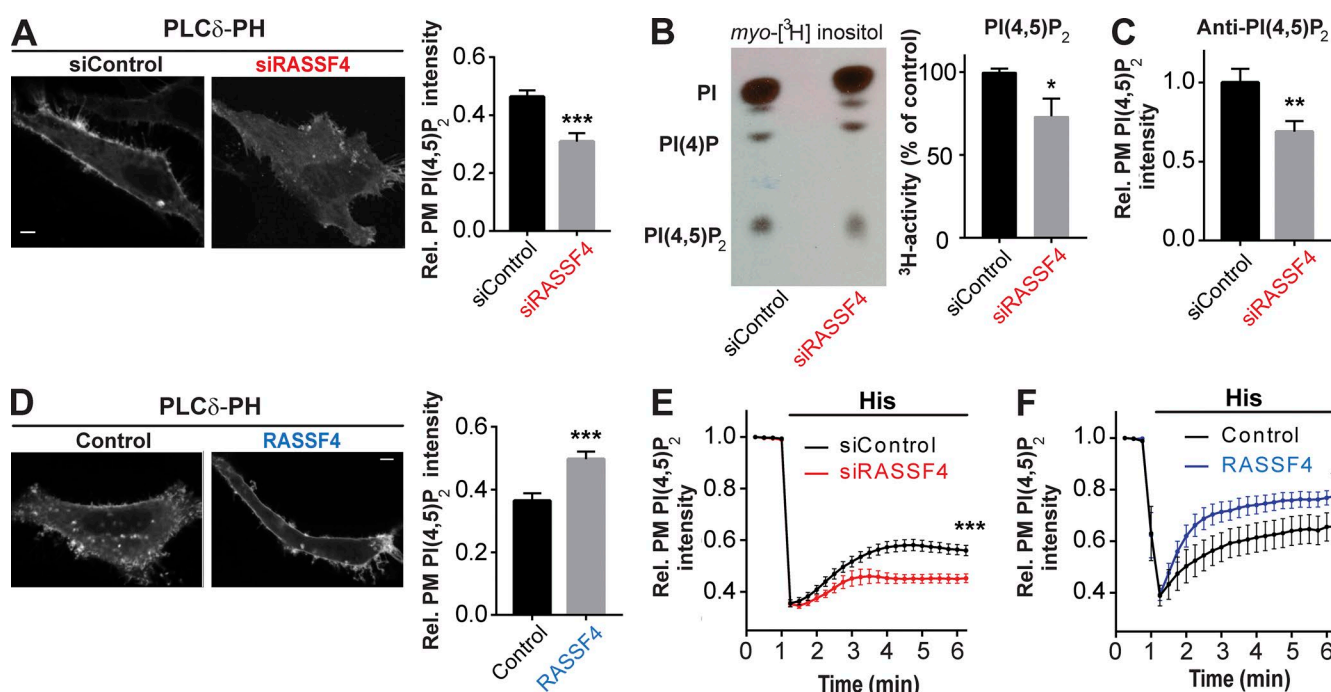 A
PLCδ-PH
siControl
siRASSF4
Rel. PM PI(4,5)P2 intensity
0.6
0.4
0.2
0.0
***
siControl
siRASSF4
B
myo-[3H] inositol
PI
PI(4)P
PI(4,5)P2
siControl
siRASSF4
PI(4,5)P2
3H-activity (% of control)
100
50
0
*
siControl
siRASSF4
C
Anti-PI(4,5)P2
Rel. PM PI(4,5)P2
intensity
1.0
0.5
0.0
**
siControl
siRASSF4
D
PLCδ-PH
Control
RASSF4
Rel. PM PI(4,5)P2 intensity
0.6
0.4
0.2
0.0
***
Control
RASSF4
E
His
Rel. PM PI(4,5)P2
intensity
1.0
0.8
0.6
0.4
siControl
siRASSF4
***
0 1 2 3 4 5 6
Time (min)
F
His
Rel. PM PI(4,5)P2
intensity
1.0
0.8
0.6
0.4
Control
RASSF4
0 1 2 3 4 5 6
Time (min)